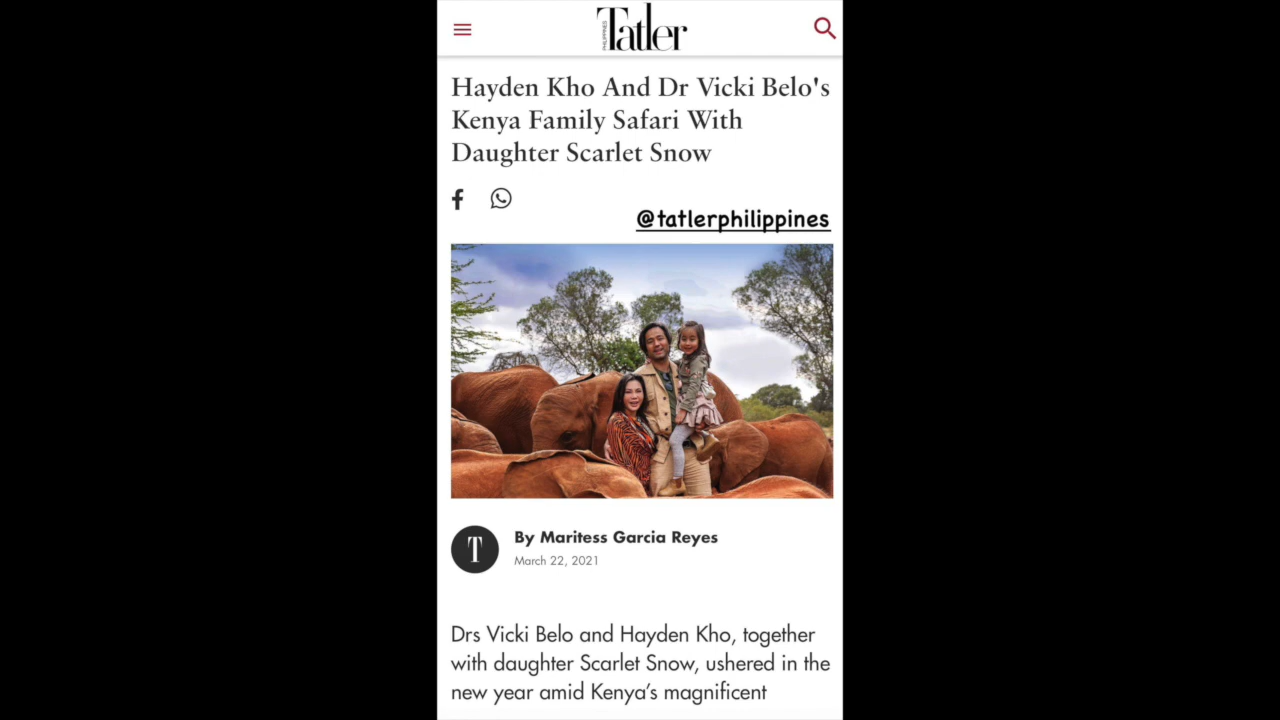 PHILIPPINES
Tatler
Hayden Kho And Dr Vicki Belo's
Kenya Family Safari With
Daughter Scarlet Snow
@tatlerphilippines
T
By Maritess Garcia Reyes
March 22, 2021
Drs Vicki Belo and Hayden Kho, together
with daughter Scarlet Snow, ushered in the
new year amid Kenya’s magnificent